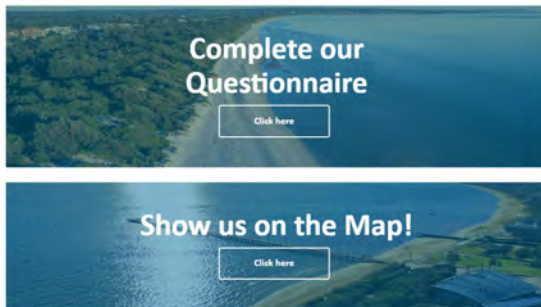 Complete our
Questionnaire
Click here
Show us on the Map!
Click here